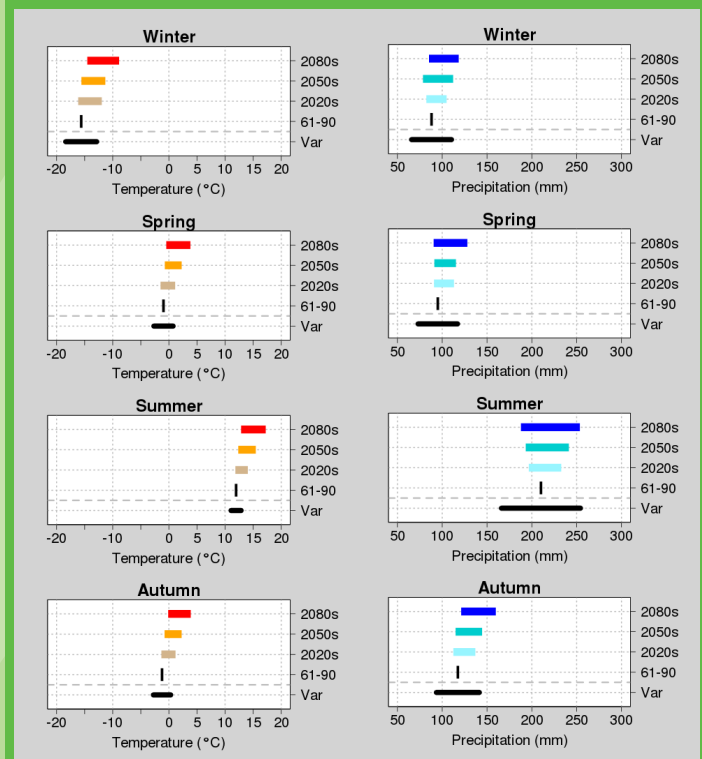 Winter
2080s
2050s
2020s
61-90
Var
-20 -10 0 5 10 15 20
Temperature (°C)
Winter
2080s
2050s
2020s
61-90
Var
50 100 150 200 250 300
Precipitation (mm)
Spring
2080s
2050s
2020s
61-90
Var
-20 -10 0 5 10 15 20
Temperature (°C)
Spring
2080s
2050s
2020s
61-90
Var
50 100 150 200 250 300
Precipitation (mm)
Summer
2080s
2050s
2020s
61-90
Var
-20 -10 0 5 10 15 20
Temperature (°C)
Summer
2080s
2050s
2020s
61-90
Var
50 100 150 200 250 300
Precipitation (mm)
Autumn
2080s
2050s
2020s
61-90
Var
-20 -10 0 5 10 15 20
Temperature (°C)
Autumn
2080s
2050s
2020s
61-90
Var
50 100 150 200 250 300
Precipitation (mm)